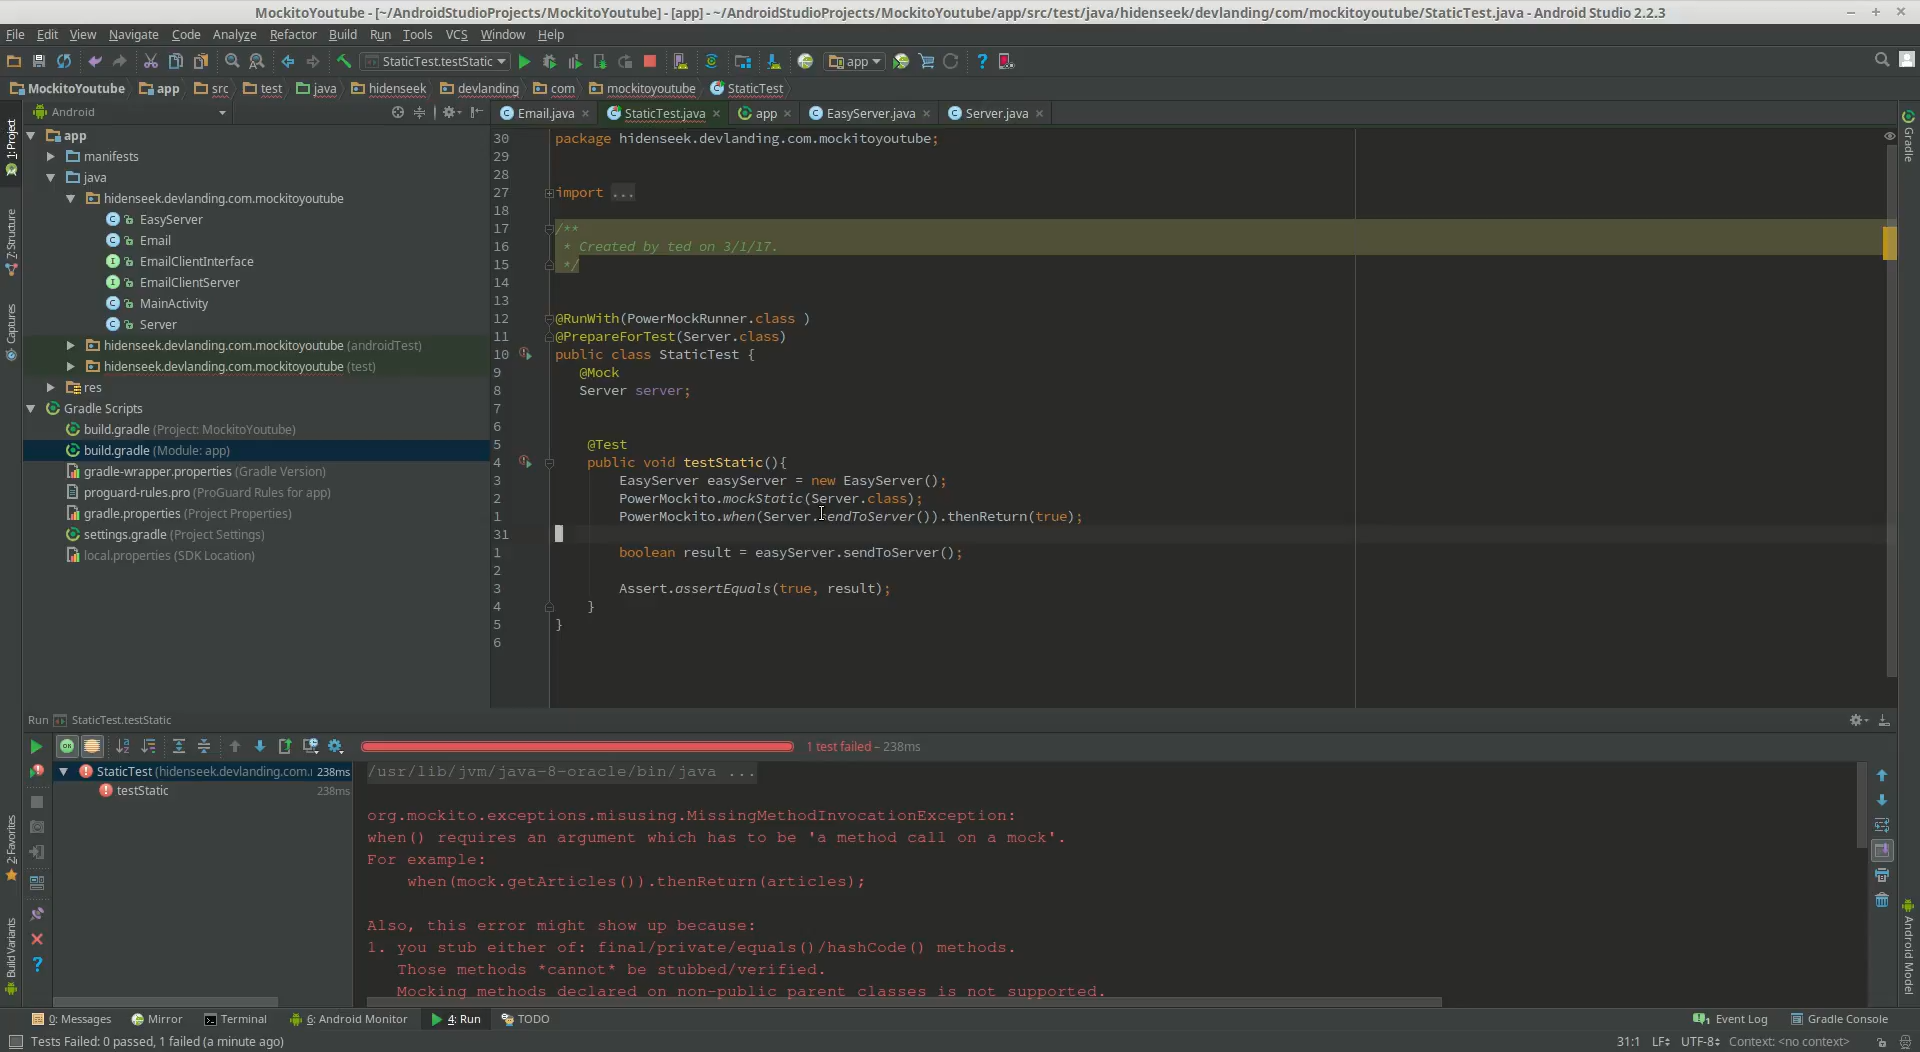 MockitoYoutube - [~/AndroidStudioProjects/MockitoYoutube] - [app] - ~/AndroidStudioProjects/MockitoYoutube/app/src/test/java/hidenseek/devlanding/com/mockitoyoutube/StaticTest.java - Android Studio 2.2.3
File Edit View Navigate Code Analyze Refactor Build Run Tools VCS Window Help
StaticTest.testStatic app
MockitoYoutube app src test java hidenseek devlanding com mockitoyoutube StaticTest
Android
Email.java StaticTest.java app EasyServer.java Server.java
1: Project
Z: Structure
Captures
2: Favorites
Build Variants
app
manifests
java
hidenseek.devlanding.com.mockitoyoutube
EasyServer
Email
EmailClientInterface
EmailClientServer
MainActivity
Server
hidenseek.devlanding.com.mockitoyoutube (androidTest)
hidenseek.devlanding.com.mockitoyoutube (test)
res
Gradle Scripts
build.gradle (Project: MockitoYoutube)
build.gradle (Module: app)
gradle-wrapper.properties (Gradle Version)
proguard-rules.pro (ProGuard Rules for app)
gradle.properties (Project Properties)
settings.gradle (Project Settings)
local.properties (SDK Location)
30 package hidenseek.devlanding.com.mockitoyoutube;
29
28
27 import ...
18
17 /**
16 * Created by ted on 3/1/17.
15 */
14
13
12 @RunWith(PowerMockRunner.class )
11 @PrepareForTest(Server.class)
10 public class StaticTest {
9 @Mock
8 Server server;
7
6
5 @Test
4 public void testStatic(){
3 EasyServer easyServer = new EasyServer();
2 PowerMockito.mockStatic(Server.class);
1 PowerMockito.when(Server.sendToServer()).thenReturn(true);
31
1 boolean result = easyServer.sendToServer();
2
3 Assert.assertEquals(true, result);
4 }
5 }
6
Gradle
Android Model
Run StaticTest.testStatic
1 test failed – 238ms
StaticTest (hidenseek.devlanding.com. 238ms
testStatic 238ms
/usr/lib/jvm/java-8-oracle/bin/java ...
org.mockito.exceptions.misusing.MissingMethodInvocationException:
when() requires an argument which has to be 'a method call on a mock'.
For example:
when(mock.getArticles()).thenReturn(articles);
Also, this error might show up because:
1. you stub either of: final/private/equals()/hashCode() methods.
Those methods *cannot* be stubbed/verified.
Mocking methods declared on non-public parent classes is not supported.
0: Messages Mirror Terminal 6: Android Monitor 4: Run TODO Event Log Gradle Console
Tests Failed: 0 passed, 1 failed (a minute ago) 31:1 LF UTF-8 Context: <no context>